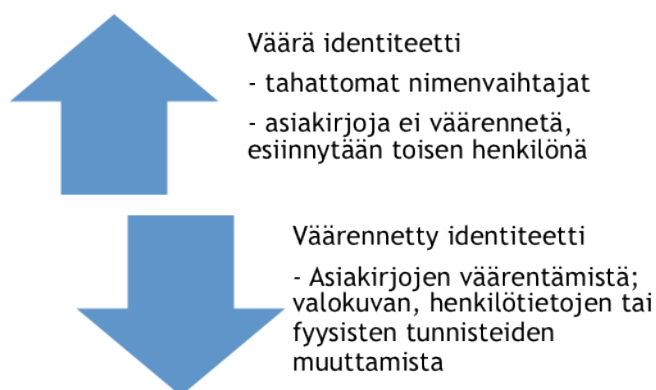 Väärä identiteetti
- tahattomat nimenvaihtajat
- asiakirjoja ei väärennetä,
esiinnytään toisen henkilönä
Väärennetty identiteetti
- Asiakirjojen väärentämistä;
valokuvan, henkilötietojen tai
fyysisten tunnisteiden
muuttamista